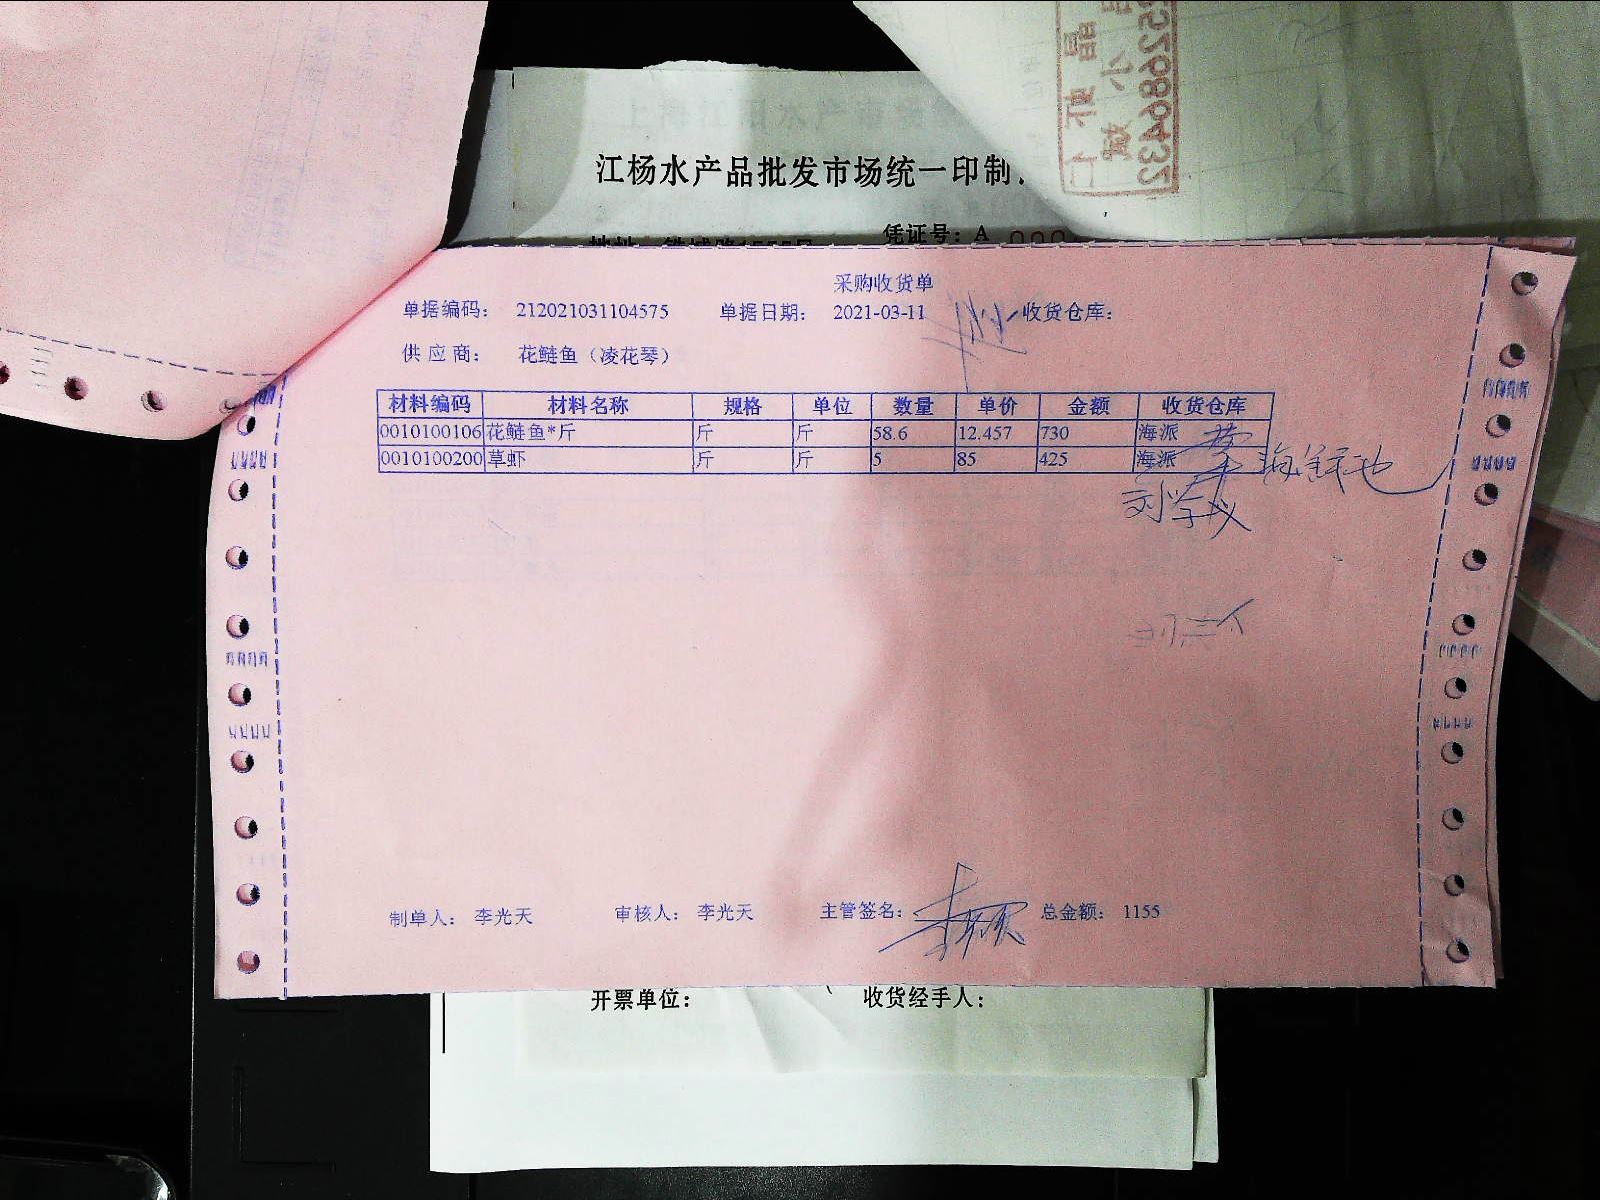 江杨水产品批发市场统一印制
凭证号：A
采购收货单
单据编码： 212021031104575 单据日期： 2021-03-11 收货仓库：
供应商： 花鲢鱼（凌花琴）
材料编码 材料名称 规格 单位 数量 单价 金额 收货仓库
0010100106 花鲢鱼*斤 斤 斤 58.6 12.457 730 海派
0010100200 草虾 斤 斤 5 85 425 海派
刘学义
制单人： 李光天 审核人： 李光天 主管签名： 总金额： 1155
开票单位： 收货经手人：